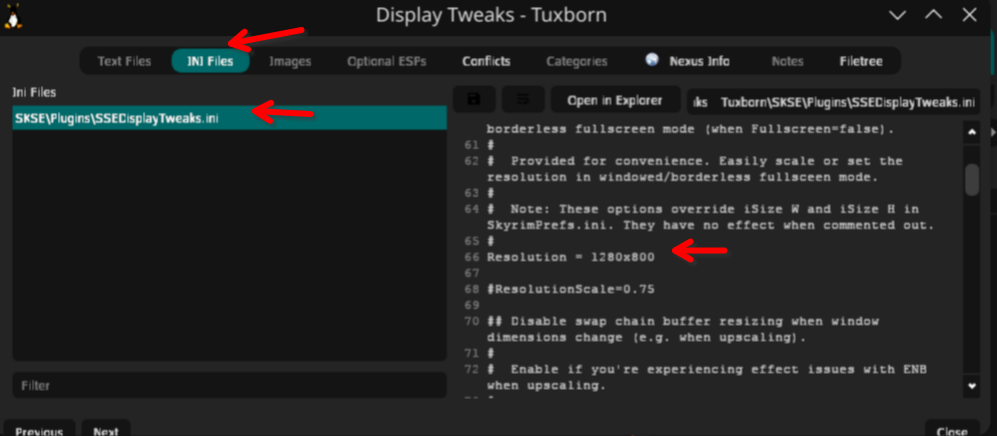 Display Tweaks - Tuxborn
Text Files
INI Files
Images
Optional ESPs
Conflicts
Categories
Nexus Info
Notes
Filetree
Ini Files
SKSE\Plugins\SSEDisplayTweaks.ini
Filter
Open in Explorer
Tuxborn\SKSE\Plugins\SSEDisplayTweaks.ini
borderless fullscreen mode (when Fullscreen=false).
61 #
62 #  Provided for convenience. Easily scale or set the
resolution in windowed/borderless fullsceen mode.
63 #
64 #  Note: These options override iSize W and iSize H in
SkyrimPrefs.ini. They have no effect when commented out.
65 #
66 Resolution = 1280x800
67
68 #ResolutionScale=0.75
69
70 ## Disable swap chain buffer resizing when window
dimensions change (e.g. when upscaling).
71 #
72 #  Enable if you're experiencing effect issues with ENB
when upscaling.
Previous
Next
Close